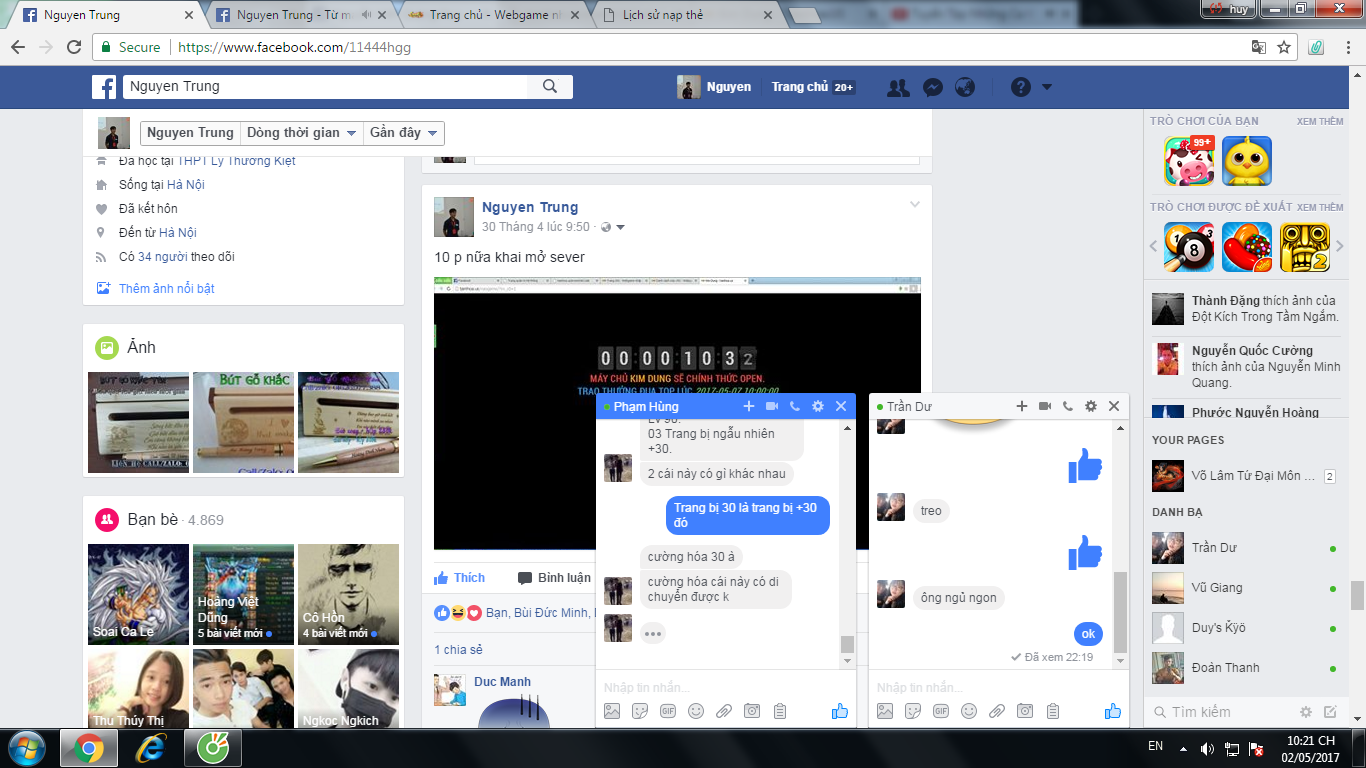 Nguyen Trung
Nguyen Trung - Từ m
Trang chủ - Webgame nh
Lịch sử nạp thẻ
huy
Secure
https://www.facebook.com/11444hgg
Nguyen Trung
Nguyen
Trang chủ 20+
Nguyen Trung
Dòng thời gian
Gần đây
Đã học tại THPT Lý Thường Kiệt
Sống tại Hà Nội
Đã kết hôn
Đến từ Hà Nội
Có 34 người theo dõi
Thêm ảnh nổi bật
Ảnh
BÚT GỖ KHẮC
Bạn bè · 4.869
Soai Ca Le
Hoàng Việt
Dũng
5 bài viết mới
Cô Hồn
4 bài viết mới
Thu Thúy Thị
Ngkọc Ngkịch
Nguyen Trung
30 Tháng 4 lúc 9:50 ·
10 p nữa khai mở sever
00:00:10:32
MÁY CHỦ KIM DUNG SẼ CHÍNH THỨC OPEN.
TRAO THƯỞNG ĐUA TOP LÚC 2017-05-07 10:00:00
Thích
Bình luận
Bạn, Bùi Đức Minh,
1 chia sẻ
Duc Manh
Phạm Hùng
Lv 90.
03 Trang bị ngẫu nhiên
+30.
2 cái này có gì khác nhau
Trang bị 30 là trang bị +30
đó
cường hóa 30 à
cường hóa cái này có di
chuyển được k
Nhập tin nhắn...
GIF
Trần Dư
treo
ông ngủ ngon
ok
Đã xem 22:19
Nhập tin nhắn...
GIF
TRÒ CHƠI CỦA BẠN
XEM THÊM
99+
TRÒ CHƠI ĐƯỢC ĐỀ XUẤT
XEM THÊM
8
2
Thành Đặng thích ảnh của
Đột Kích Trong Tầm Ngắm.
Nguyễn Quốc Cường
thích ảnh của Nguyễn Minh
Quang.
Phước Nguyễn Hoàng
YOUR PAGES
Võ Lâm Tứ Đại Môn ...
2
DANH BẠ
Trần Dư
Vũ Giang
Duy's Ǩÿö
Đoàn Thanh
Tìm kiếm
EN
10:21 CH
02/05/2017